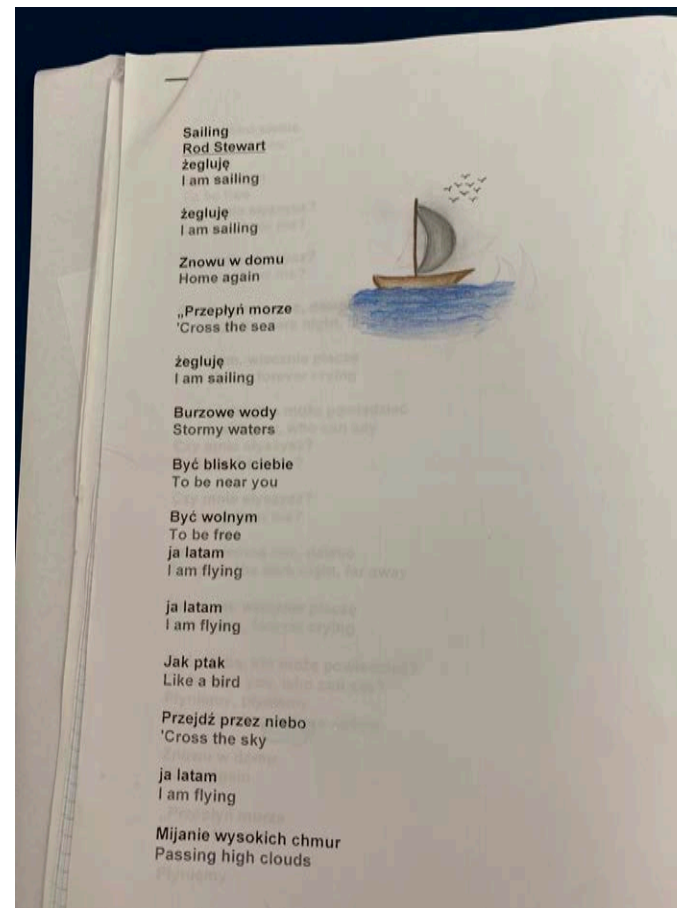 Sailing
Rod Stewart
żegluję
I am sailing
żegluję
I am sailing
Znowu w domu
Home again
„Przepłyń morze
'Cross the sea
żegluję
I am sailing
Burzowe wody
Stormy waters
Być blisko ciebie
To be near you
Być wolnym
To be free
ja latam
I am flying
ja latam
I am flying
Jak ptak
Like a bird
Przejdź przez niebo
'Cross the sky
ja latam
I am flying
Mijanie wysokich chmur
Passing high clouds